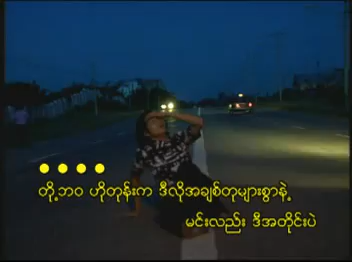 တို့ဘဝ ဟိုတုန်းက ဒီလိုအချစ်တုများစွာနဲ့
မင်းလည်း ဒီအတိုင်းပဲ